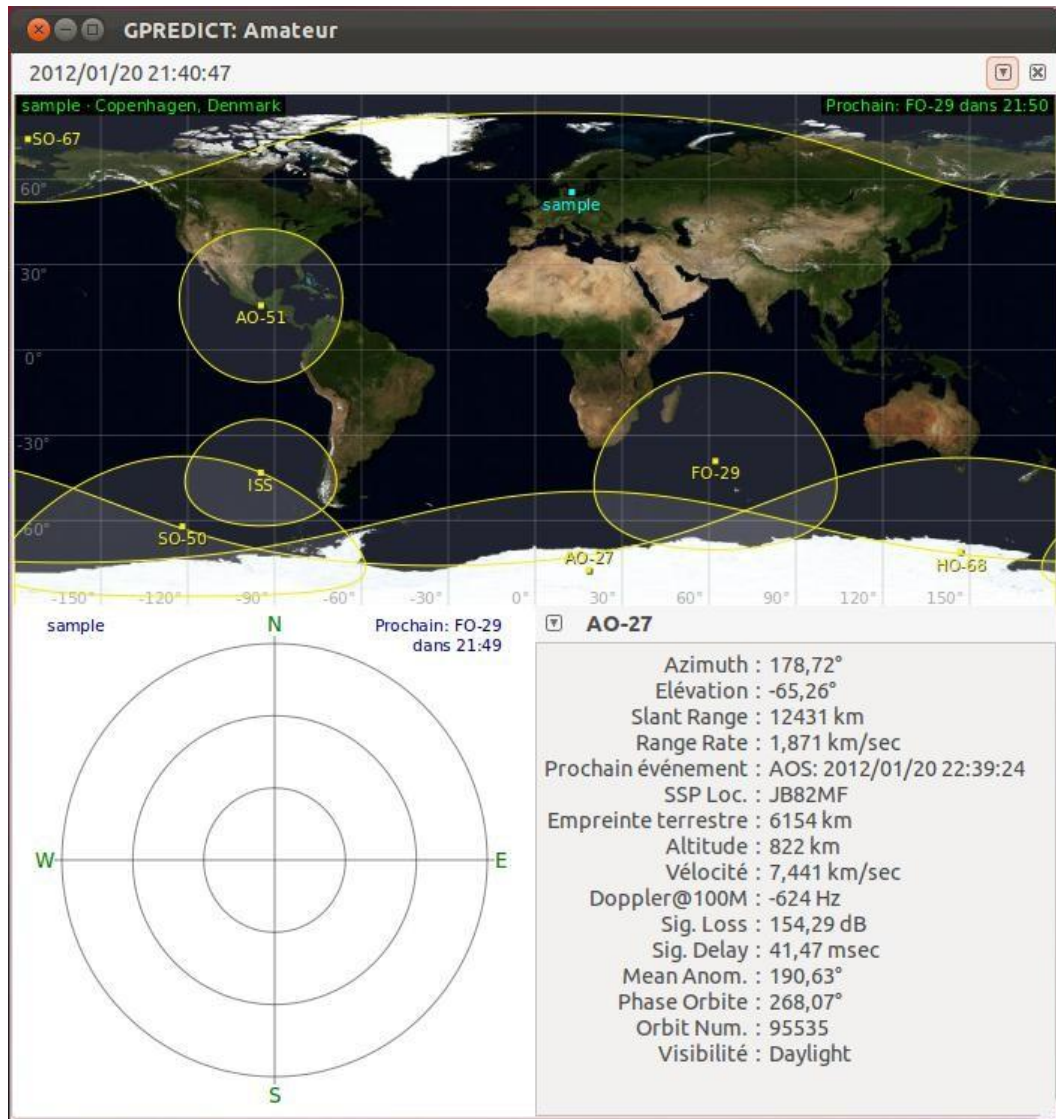 GPREDICT: Amateur
2012/01/20 21:40:47
sample · Copenhagen, Denmark
Prochain: FO-29 dans 21:50
SO-67
60°
sample
30°
AO-51
0°
-30°
FO-29
ISS
-60°
SO-50
AO-27
HO-68
-150° -120° -90° -60° -30° 0° 30° 60° 90° 120° 150°
sample
N
Prochain: FO-29
dans 21:49
W
E
S
AO-27
Azimuth : 178,72°
Elévation : -65,26°
Slant Range : 12431 km
Range Rate : 1,871 km/sec
Prochain événement : AOS: 2012/01/20 22:39:24
SSP Loc. : JB82MF
Empreinte terrestre : 6154 km
Altitude : 822 km
Vélocité : 7,441 km/sec
Doppler@100M : -624 Hz
Sig. Loss : 154,29 dB
Sig. Delay : 41,47 msec
Mean Anom. : 190,63°
Phase Orbite : 268,07°
Orbit Num. : 95535
Visibilité : Daylight